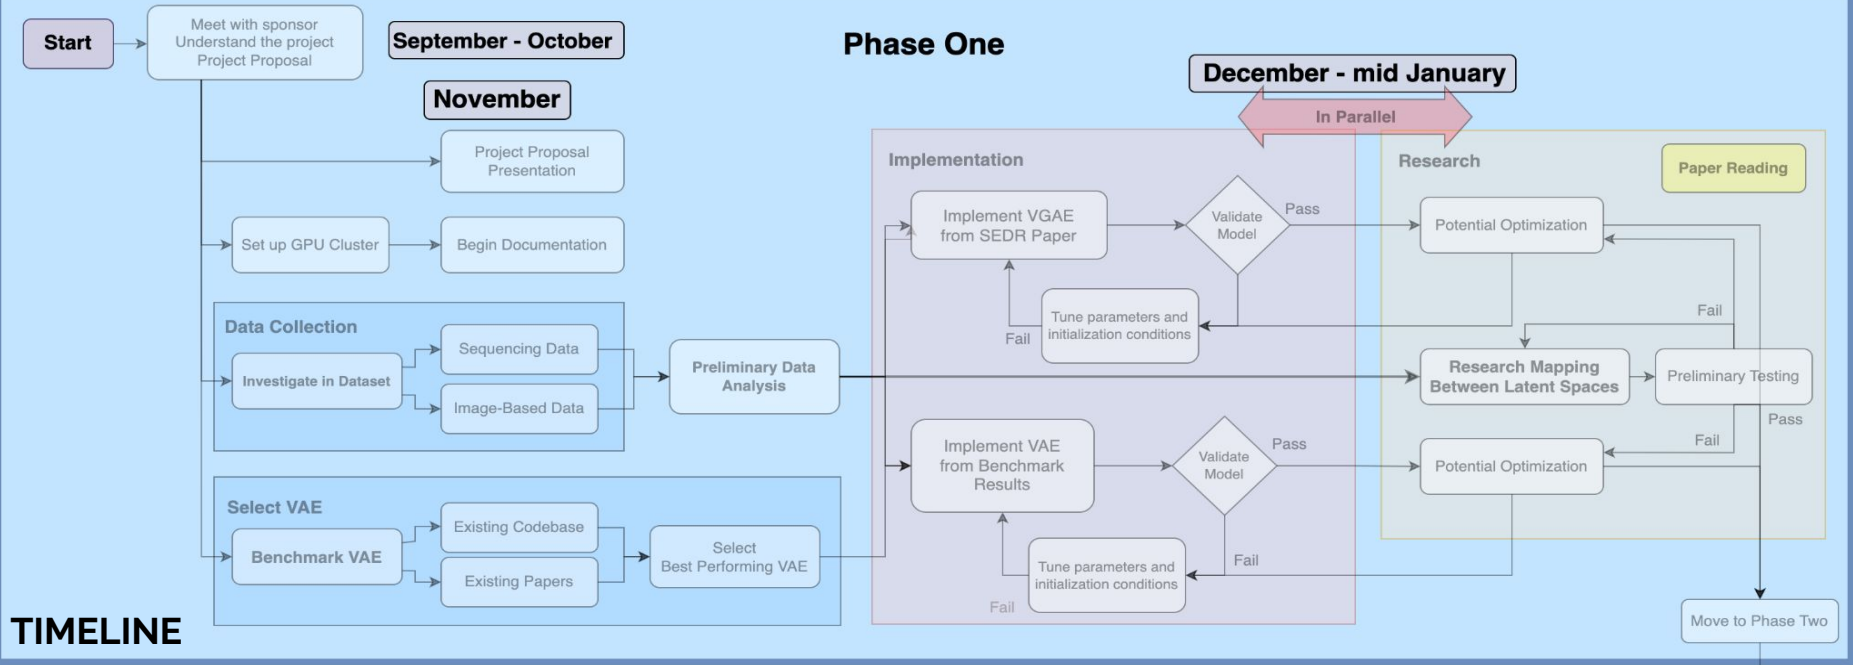 Start
Meet with sponsor
Understand the project
Project Proposal
September - October
Phase One
November
December - mid January
In Parallel
Project Proposal
Presentation
Implementation
Research
Paper Reading
Set up GPU Cluster
Begin Documentation
Implement VGAE
from SEDR Paper
Validate
Model
Pass
Potential Optimization
Data Collection
Investigate in Dataset
Sequencing Data
Image-Based Data
Preliminary Data
Analysis
Tune parameters and
initialization conditions
Fail
Fail
Research Mapping
Between Latent Spaces
Preliminary Testing
Pass
Fail
Select VAE
Benchmark VAE
Existing Codebase
Existing Papers
Select
Best Performing VAE
Implement VAE
from Benchmark
Results
Validate
Model
Pass
Potential Optimization
Fail
Tune parameters and
initialization conditions
Fail
Move to Phase Two
TIMELINE